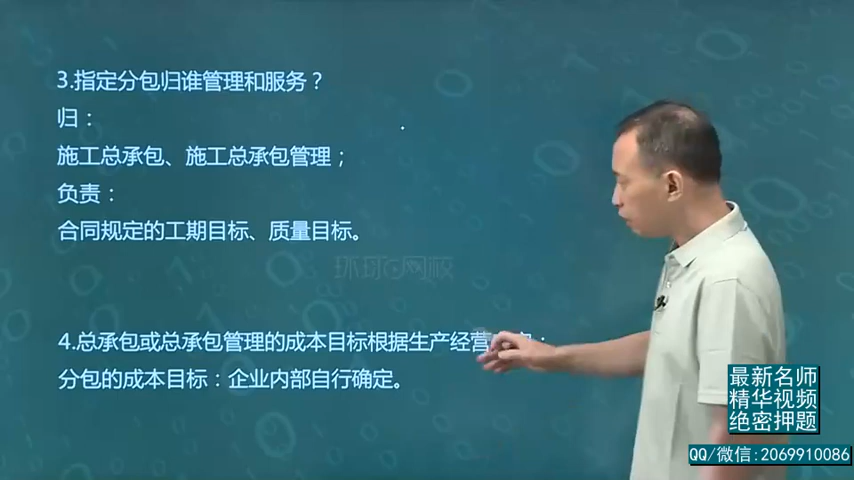 3.指定分包归谁管理和服务？
归：
施工总承包、施工总承包管理；
负责：
合同规定的工期目标、质量目标。
环球网校
4.总承包或总承包管理的成本目标根据生产经营
分包的成本目标：企业内部自行确定。
最新名师
精华视频
绝密押题
QQ/微信:2069910086